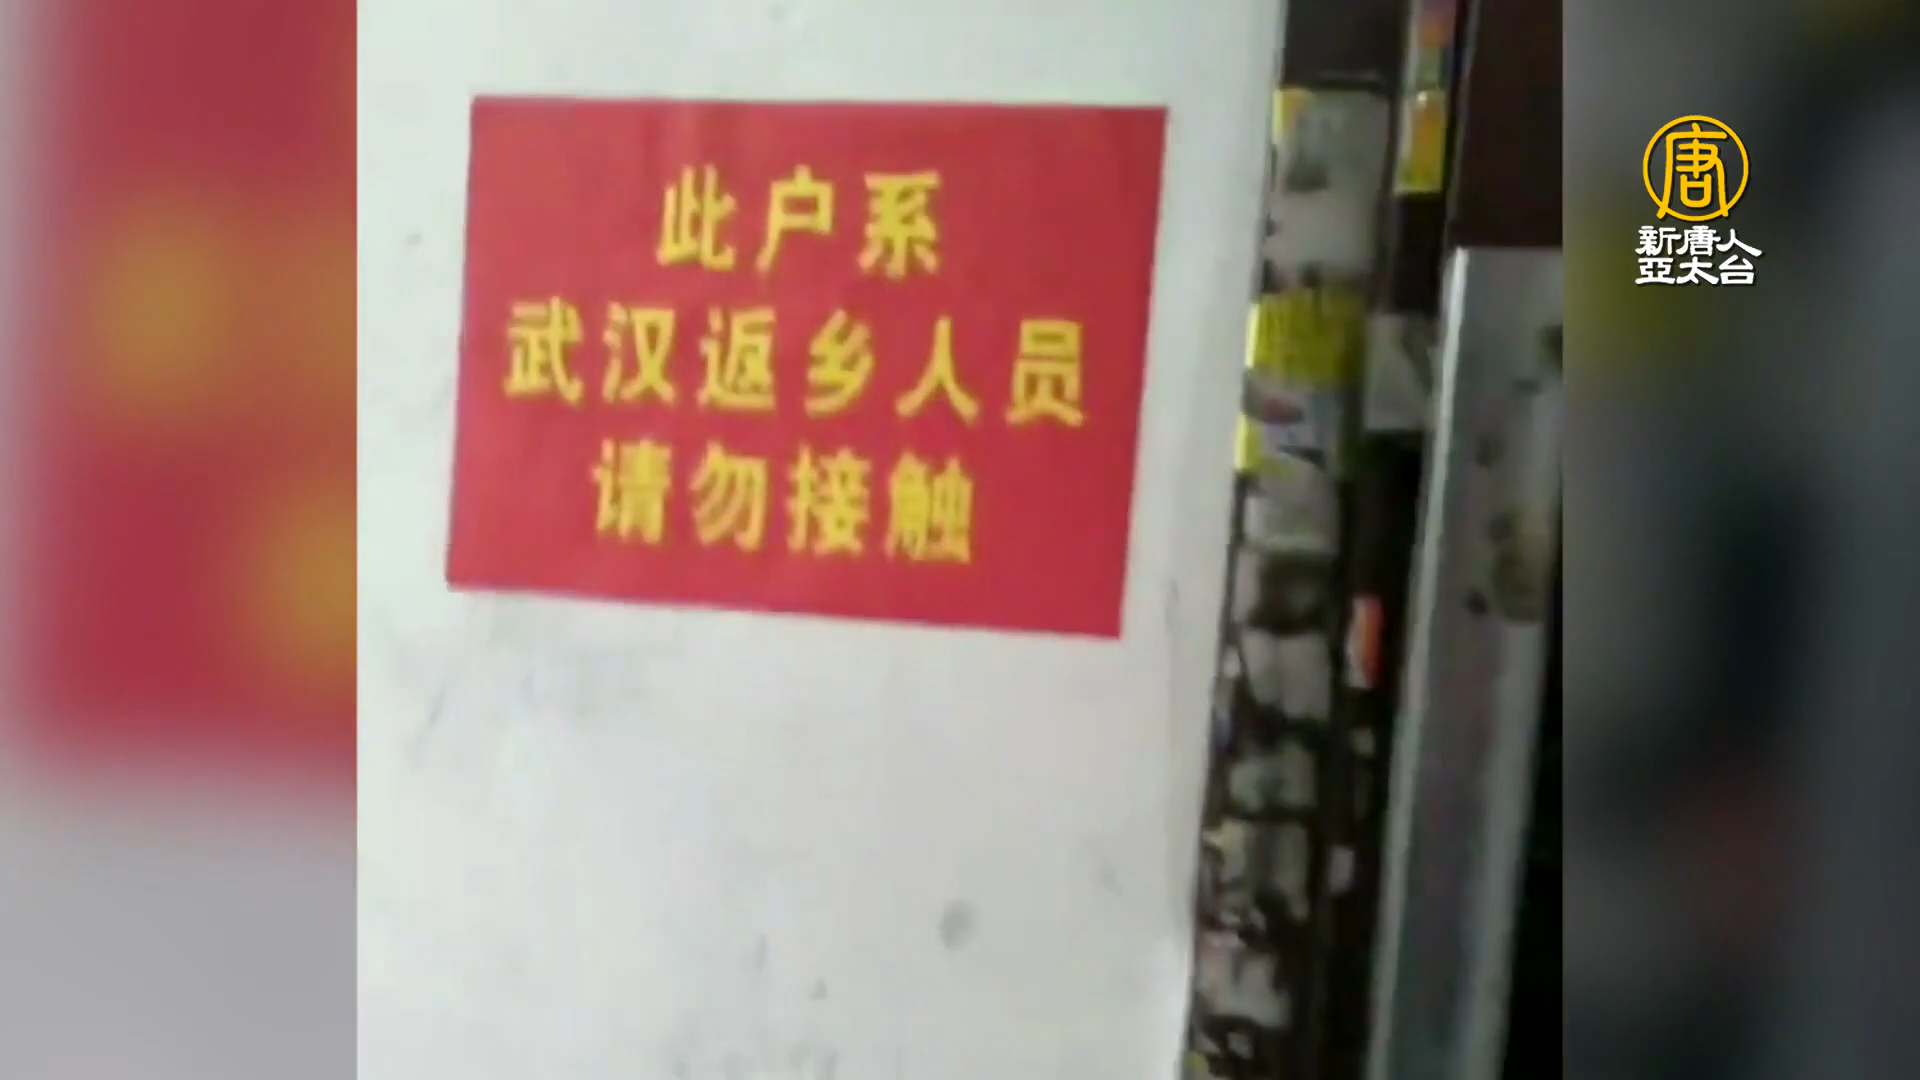 此户系
武汉返乡人员
请勿接触
唐
新唐人
亞太台